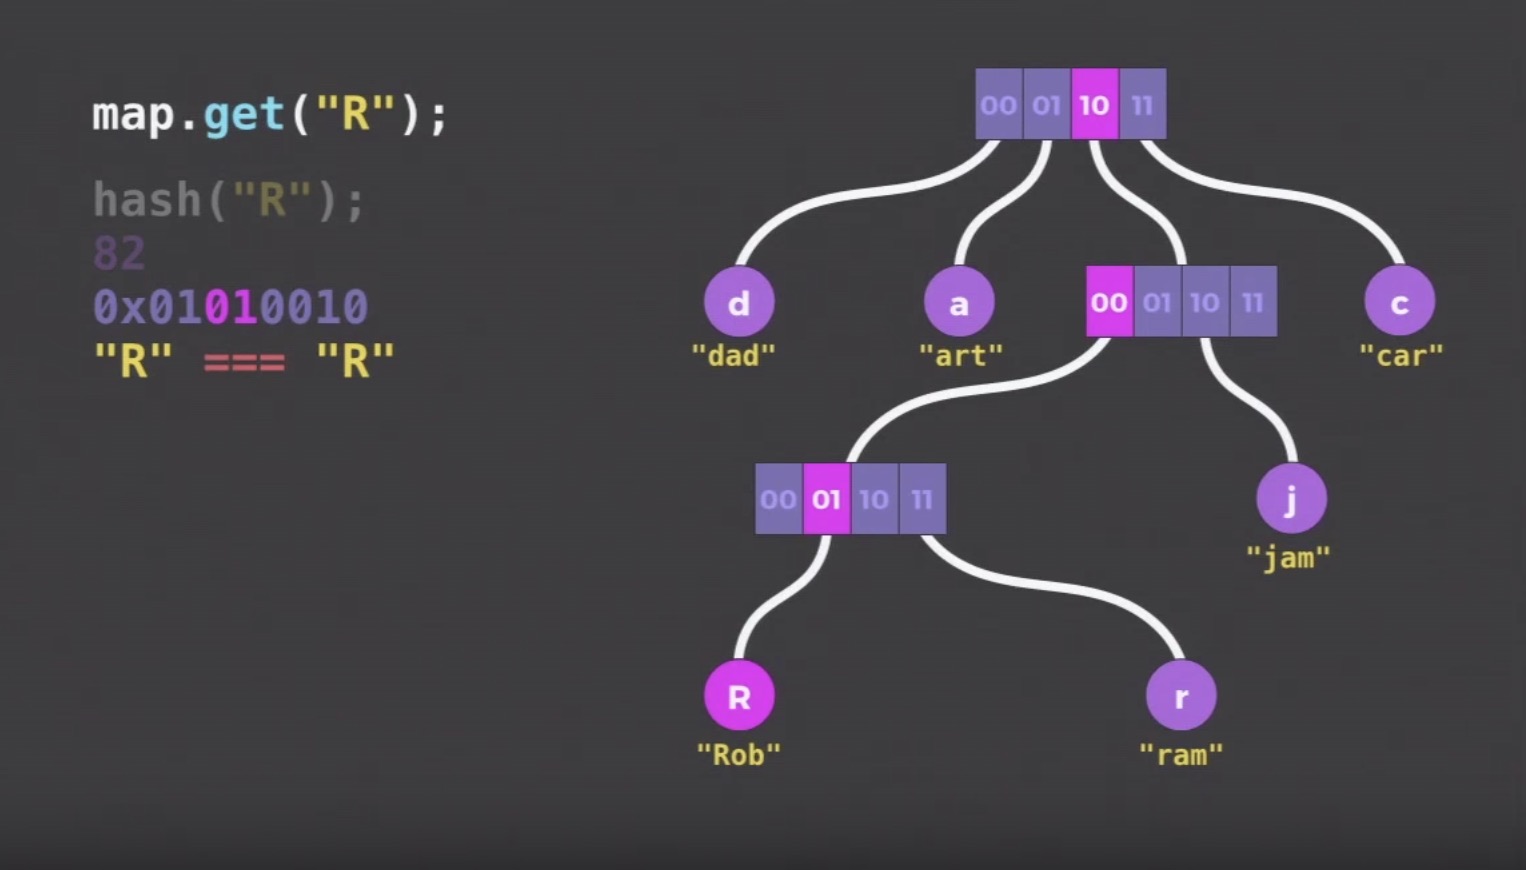 map.get("R");
hash("R");
82
0x01010010
"R" === "R"
00 01 10 11
d a 00 01 10 11 c
"dad" "art" "car"
00 01 10 11 j
"jam"
R r
"Rob" "ram"